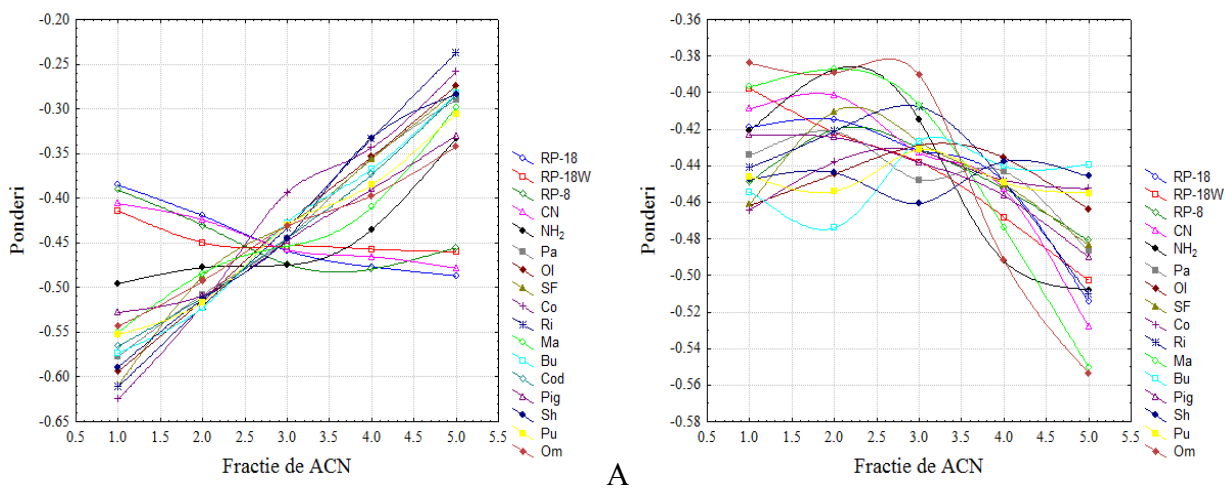 -0.20
-0.25
-0.30
-0.35
-0.40
-0.45
-0.50
-0.55
-0.60
-0.65
Ponderi
0.5 1.0 1.5 2.0 2.5 3.0 3.5 4.0 4.5 5.0 5.5
Fractie de ACN
RP-18
RP-18W
RP-8
CN
NH2
Pa
Ol
SF
Co
Ri
Ma
Bu
Cod
Pig
Sh
Pu
Om
A
-0.36
-0.38
-0.40
-0.42
-0.44
-0.46
-0.48
-0.50
-0.52
-0.54
-0.56
-0.58
Ponderi
0.5 1.0 1.5 2.0 2.5 3.0 3.5 4.0 4.5 5.0 5.5
Fractie de ACN
RP-18
RP-18W
RP-8
CN
NH2
Pa
Ol
SF
Co
Ri
Ma
Bu
Pig
Sh
Pu
Om